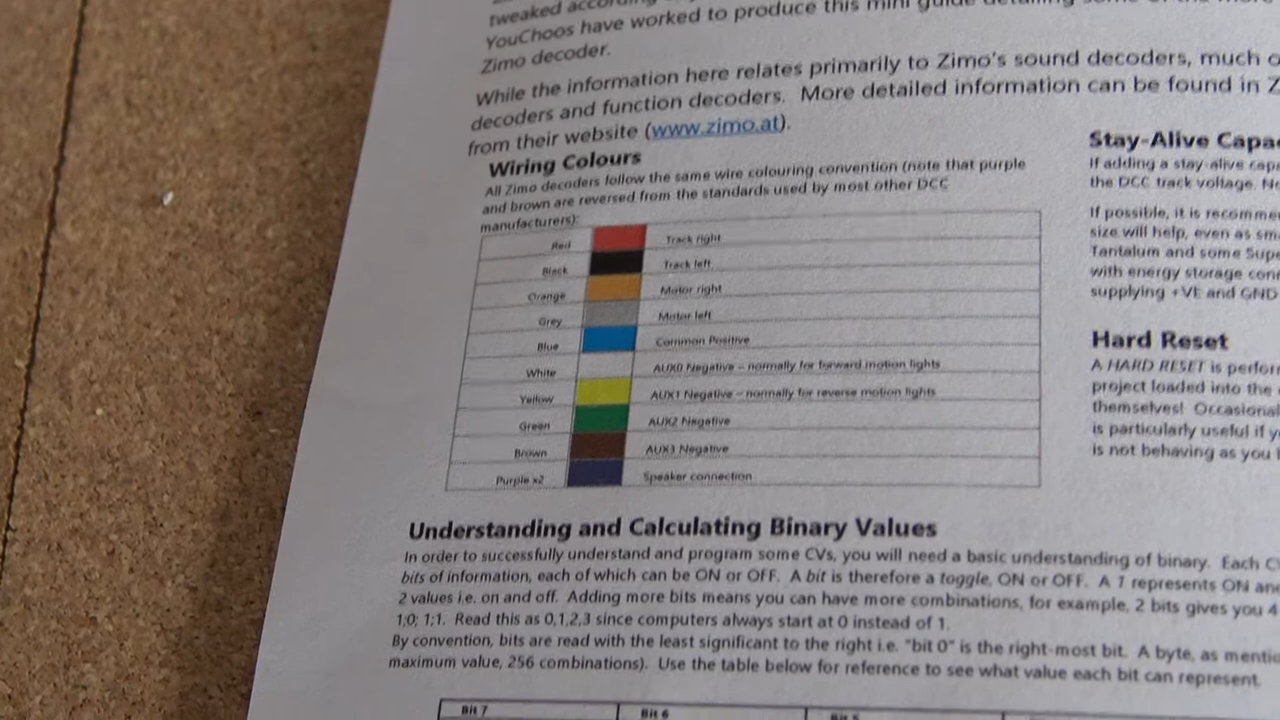 tweaked
YouChoos have worked to produce this mini guide detailing some of the more
Zimo decoder.
While the information here relates primarily to Zimo's sound decoders, much
decoders and function decoders. More detailed information can be found in
from their website (www.zimo.at).
Wiring Colours
All Zimo decoders follow the same wire colouring convention (note that purple
and brown are reversed from the standards used by most other DCC
manufacturers):
Red Track right
Black Track left
Orange Motor right
Grey Motor left
Blue Common Positive
White AUX0 Negative – normally for forward motion lights
Yellow AUX1 Negative – normally for reverse motion lights
Green AUX2 Negative
Brown AUX3 Negative
Purple x2 Speaker connection
Stay-Alive
If adding a stay-alive
the DCC track voltage.
If possible, it is
size will help, even as
Tantalum and some
with energy storage
supplying +VE and GND
Hard Reset
A HARD RESET is
project loaded into the
themselves!
is particularly useful if
is not behaving as you
Understanding and Calculating Binary Values
In order to successfully understand and program some CVs, you will need a basic understanding of binary. Each
bits of information, each of which can be ON or OFF. A bit is therefore a toggle, ON or OFF. A 1 represents ON
2 values i.e. on and off. Adding more bits means you can have more combinations, for example, 2 bits gives you 4
1;0; 1;1. Read this as 0,1,2,3 since computers always start at 0 instead of 1.
By convention, bits are read with the least significant to the right i.e. "bit 0" is the right-most bit. A byte, as
maximum value, 256 combinations). Use the table below for reference to see what value each bit can represent.
Bit 7 Bit 6 Bit 5